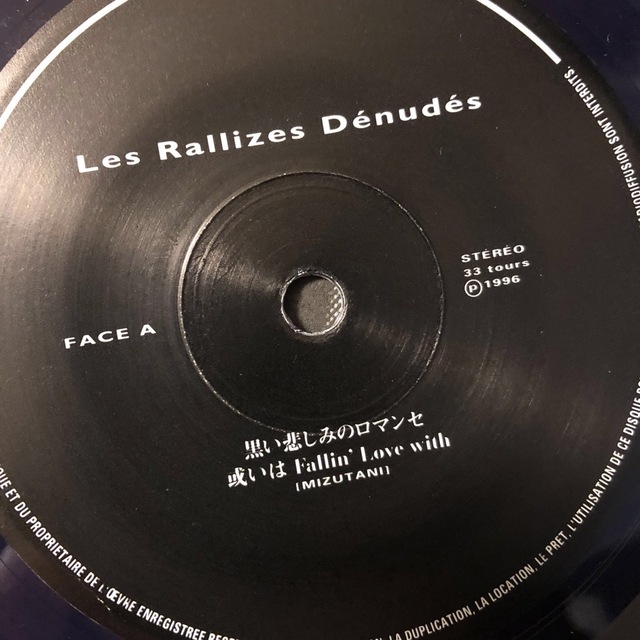 Les Rallizes Dénudés
STÉRÉO
33 tours
℗1996
FACE A
黒い悲しみのロマンセ
或いは Fallin' Love with
[MIZUTANI]
QUE ET DU PROPRIETAIRE DE L'ŒVRE ENREGISTREE
LA DUPLICATION, LA LOCATION, LE PRET, L'UTILISATION DE CE DISQUE
SONT INTERDITS.